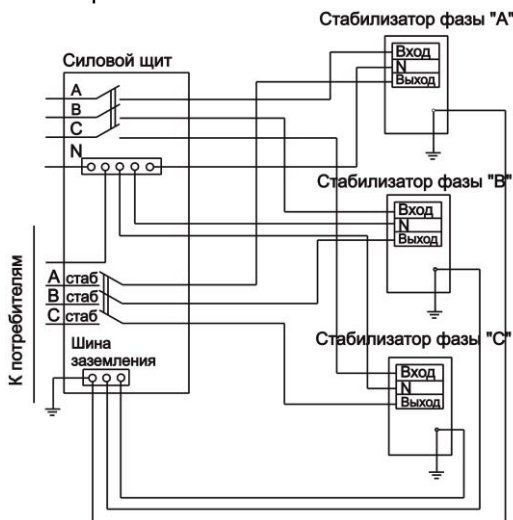 Стабилизатор фазы "А"
Вход
N
Выход
Силовой щит
А
В
С
N
Стабилизатор фазы "В"
Вход
N
Выход
К потребителям
А стаб
В стаб
С стаб
Шина
заземления
Стабилизатор фазы "С"
Вход
N
Выход